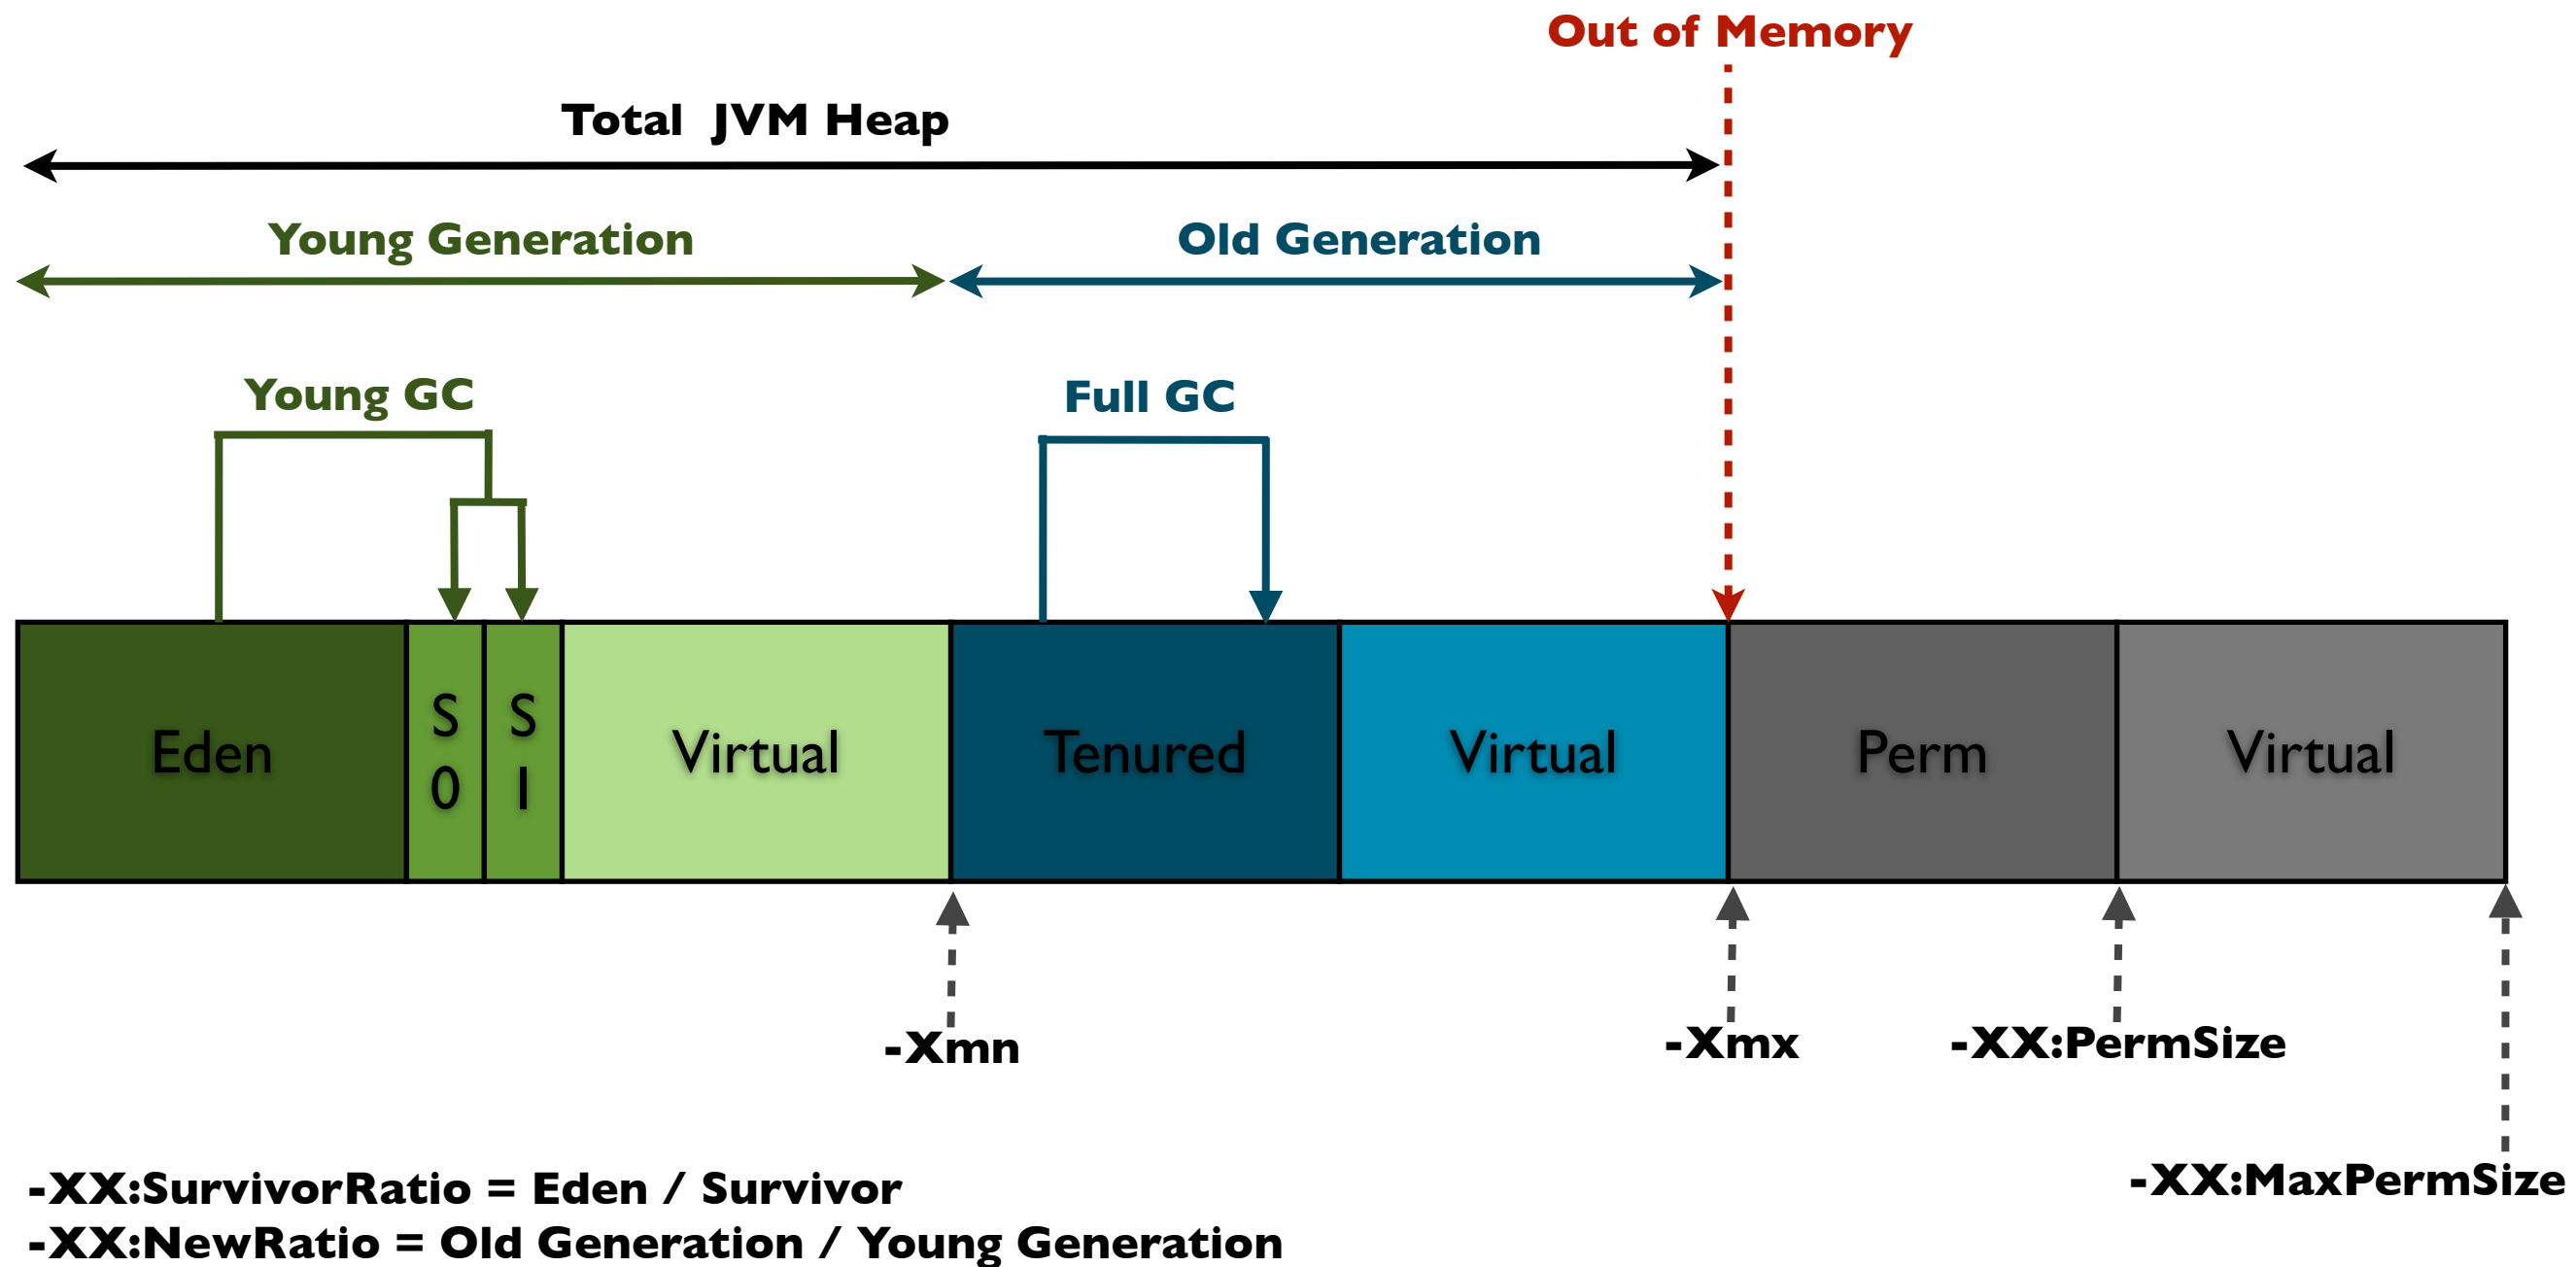 Out of Memory
Total JVM Heap
Young Generation
Old Generation
Young GC
Full GC
Eden
S
0
S
1
Virtual
Tenured
Virtual
Perm
Virtual
-Xmn
-Xmx
-XX:PermSize
-XX:MaxPermSize
-XX:SurvivorRatio = Eden / Survivor
-XX:NewRatio = Old Generation / Young Generation